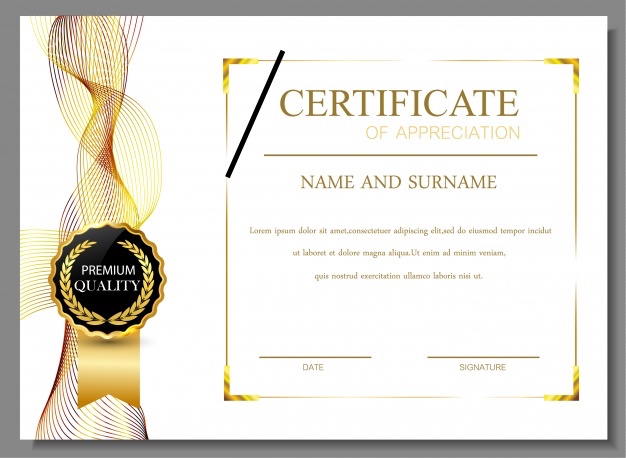 CERTIFICATE
OF APPRECIATION
NAME AND SURNAME
Lorem ipsum dolor sit amet,consectetuer adipiscing elit,sed do eiusmod tempor incididunt
ut laboret et dolore magna aliqua.Ut enim ad minim veniam,
quis nostrud exercitation ullamco laboris nisi ut.
PREMIUM
QUALITY
DATE
SIGNATURE